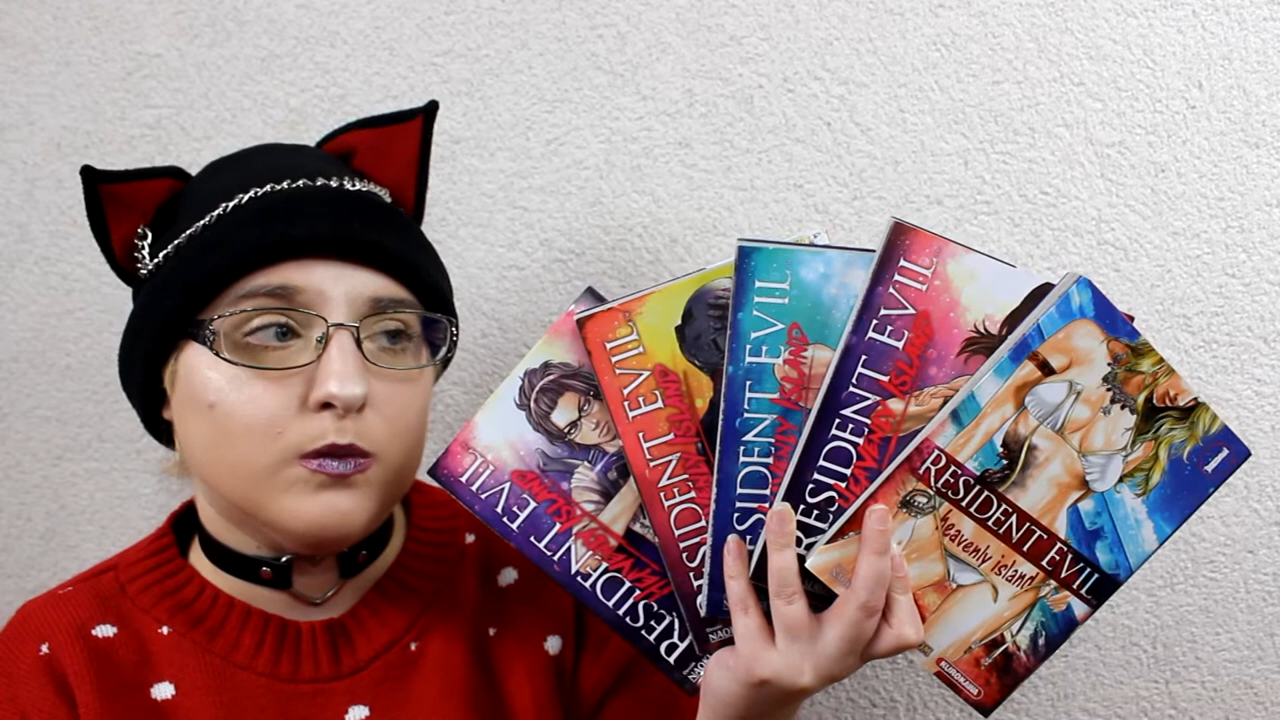 RESIDENT EVIL
HEAVENLY ISLAND
RESIDENT EVIL
ISLAND
RESIDENT EVIL
ISLAND
RESIDENT EVIL
HEAVENLY ISLAND
1
RESIDENT EVIL
heavenly island
KUROKAWA